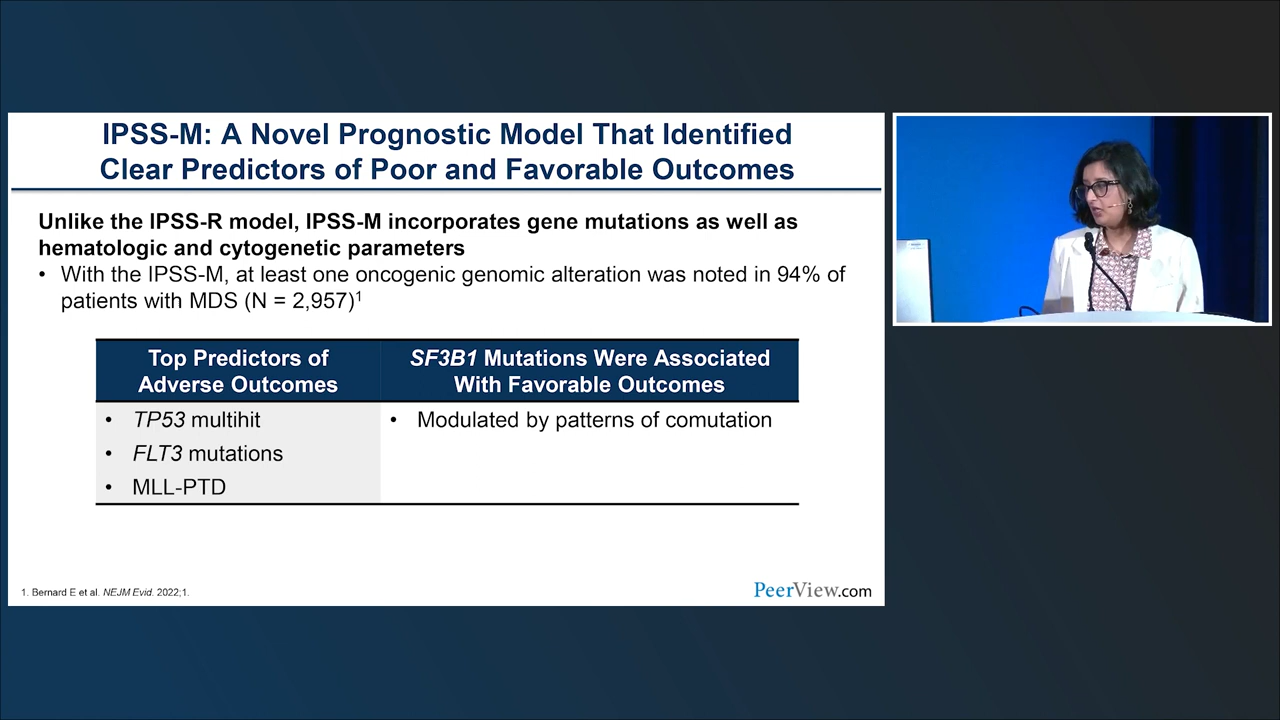 IPSS-M: A Novel Prognostic Model That Identified
Clear Predictors of Poor and Favorable Outcomes
Unlike the IPSS-R model, IPSS-M incorporates gene mutations as well as
hematologic and cytogenetic parameters
• With the IPSS-M, at least one oncogenic genomic alteration was noted in 94% of
patients with MDS (N = 2,957)1
Top Predictors of
Adverse Outcomes
• TP53 multihit
• FLT3 mutations
• MLL-PTD
SF3B1 Mutations Were Associated
With Favorable Outcomes
• Modulated by patterns of comutation
1. Bernard E et al. NEJM Evid. 2022;1.
PeerView.com